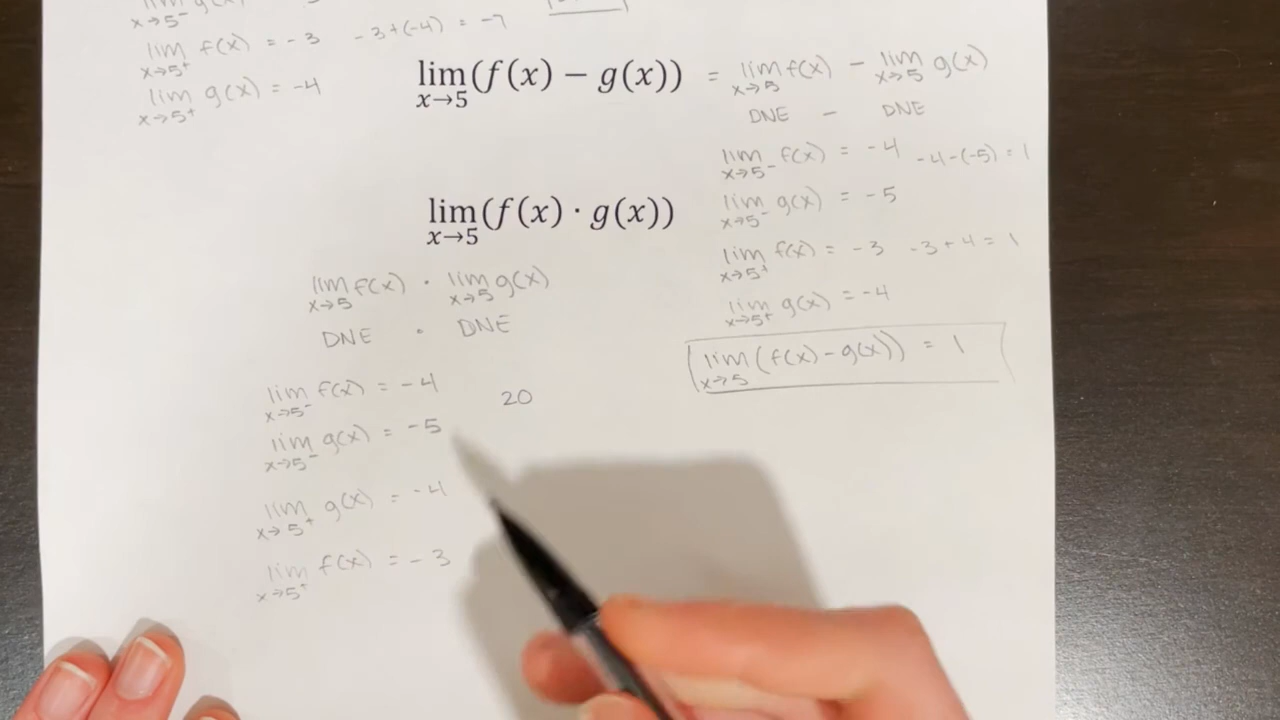 lim g(x)
x→5⁻
lim f(x) = -3 -3+(-4) = -7
x→5⁺
lim g(x) = -4
x→5⁺
lim(f(x) − g(x)) = lim f(x) − lim g(x)
x→5 x→5 x→5
DNE − DNE
lim f(x) = -4 -4-(-5) = 1
x→5⁻
lim g(x) = -5
x→5⁻
lim f(x) = -3 -3+4 = 1
x→5⁺
lim g(x) = -4
x→5⁺
lim (f(x)-g(x)) = 1
x→5
lim(f(x) · g(x))
x→5
lim f(x) · lim g(x)
x→5 x→5
DNE · DNE
lim f(x) = -4 20
x→5⁻
lim g(x) = -5
x→5⁻
lim g(x) = -4
x→5⁺
lim f(x) = -3
x→5⁺